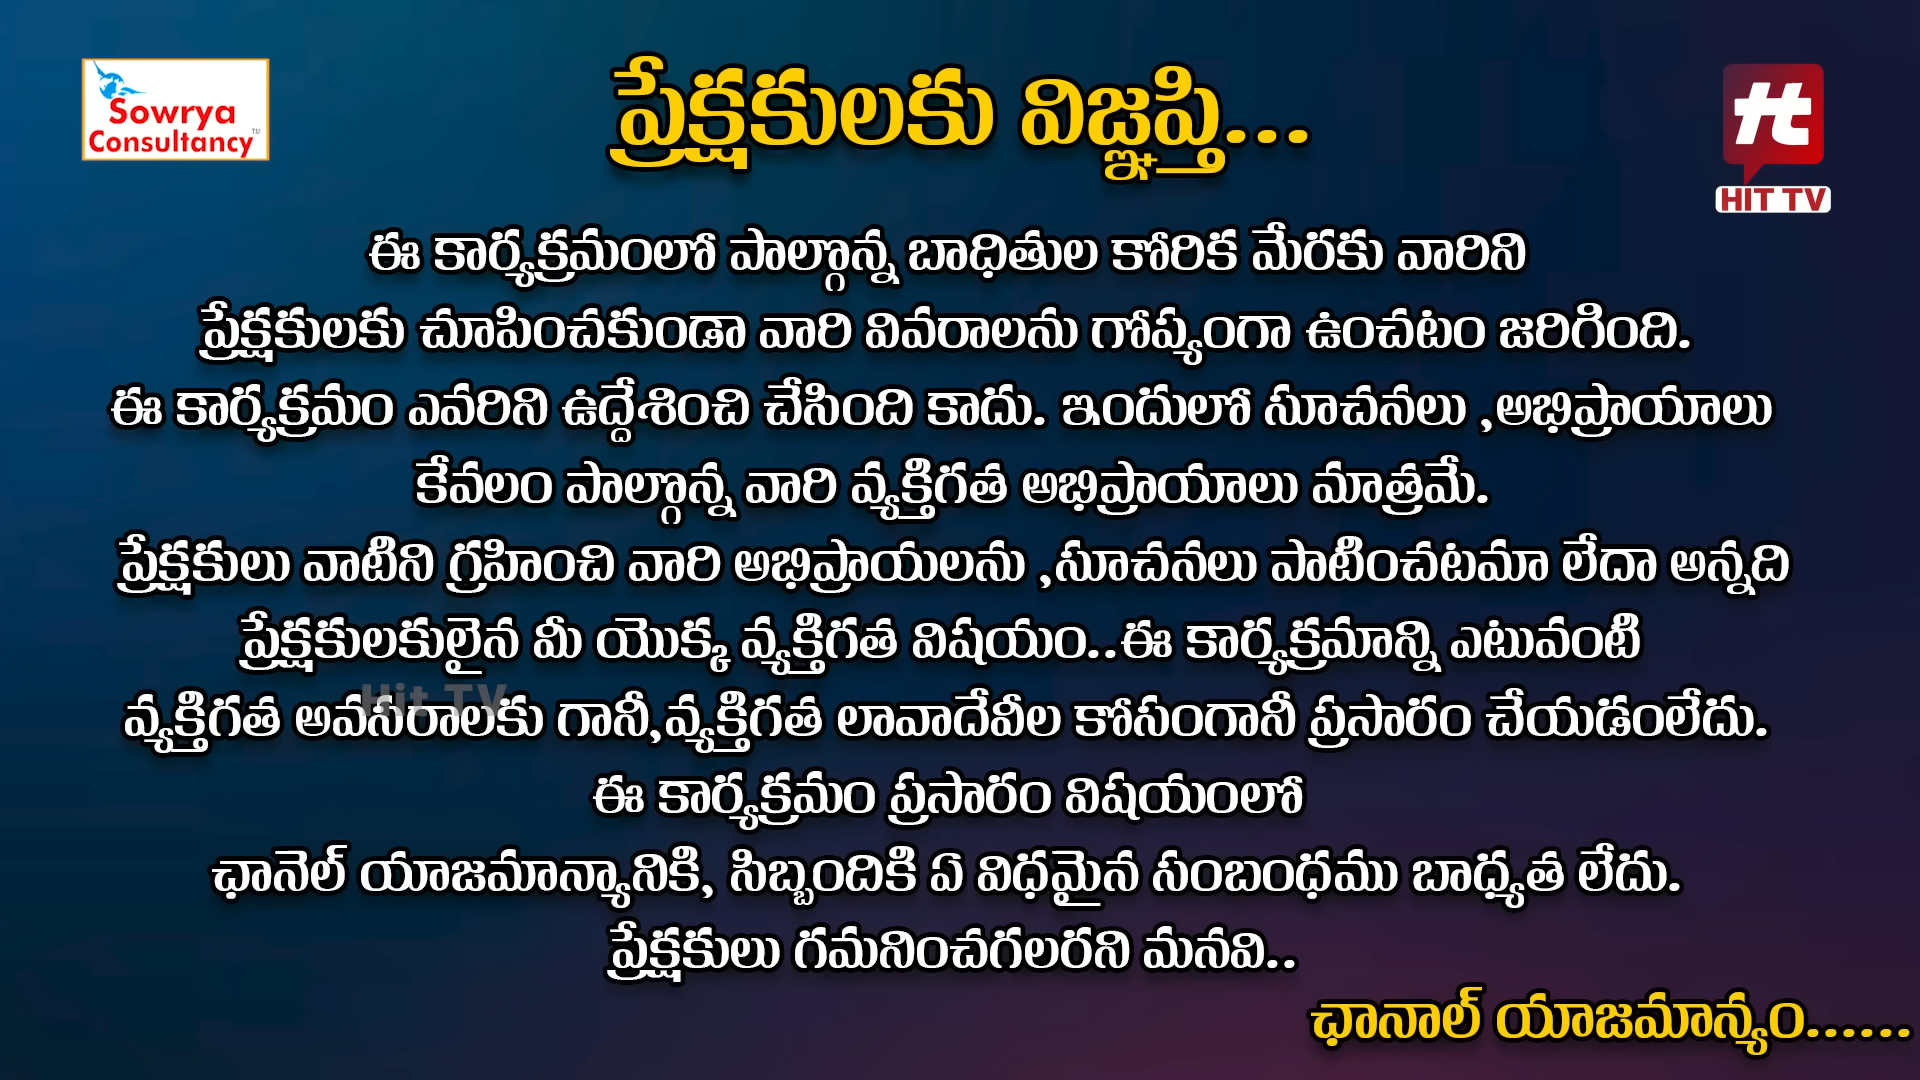 Sowrya
Consultancy™
ప్రేక్షకులకు విజ్ఞప్తి...
HIT TV
ఈ కార్యక్రమంలో పాల్గొన్న బాధితుల కోరిక మేరకు వారిని
ప్రేక్షకులకు చూపించకుండా వారి వివరాలను గోప్యంగా ఉంచటం జరిగింది.
ఈ కార్యక్రమం ఎవరిని ఉద్దేశించి చేసింది కాదు. ఇందులో సూచనలు ,అభిప్రాయాలు
కేవలం పాల్గొన్న వారి వ్యక్తిగత అభిప్రాయాలు మాత్రమే.
ప్రేక్షకులు వాటిని గ్రహించి వారి అభిప్రాయలను ,సూచనలు పాటించటమా లేదా అన్నది
ప్రేక్షకులకులైన మీ యొక్క వ్యక్తిగత విషయం..ఈ కార్యక్రమాన్ని ఎటువంటి
Hit TV
వ్యక్తిగత అవసరాలకు గానీ,వ్యక్తిగత లావాదేవీల కోసంగానీ ప్రసారం చేయడంలేదు.
ఈ కార్యక్రమం ప్రసారం విషయంలో
ఛానెల్ యాజమాన్యానికి, సిబ్బందికి ఏ విధమైన సంబంధము బాధ్యత లేదు.
ప్రేక్షకులు గమనించగలరని మనవి..
ఛానాల్ యాజమాన్యం......